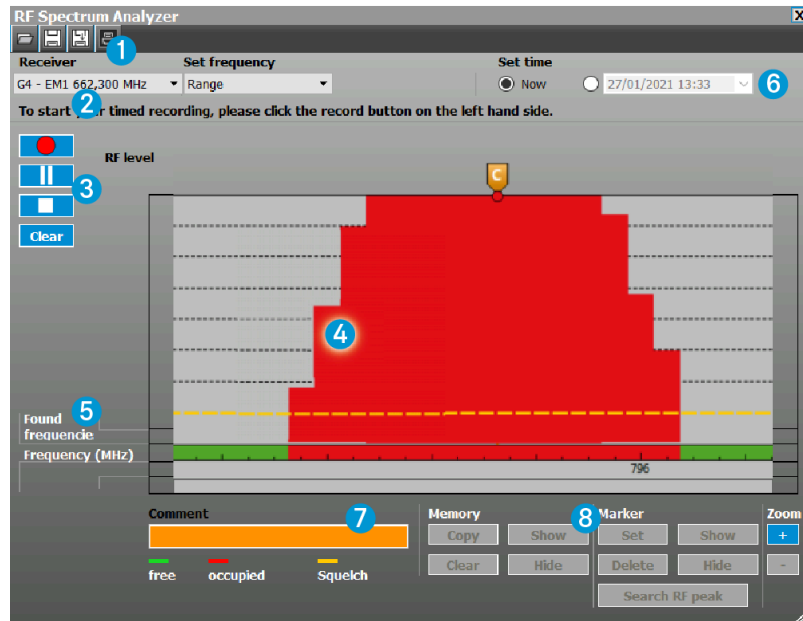 RF Spectrum Analyzer
X
1
Receiver Set frequency Set time
G4 - EM1 662,300 MHz Range Now 27/01/2021 13:33
2 6
To start your timed recording, please click the record button on the left hand side.
RF level
3
C
Clear
4
5
Found
frequencie
Frequency (MHz)
796
Comment 7 Memory 8 Marker Zoom
Copy Show Set Show +
Clear Hide Delete Hide -
free occupied Squelch
Search RF peak